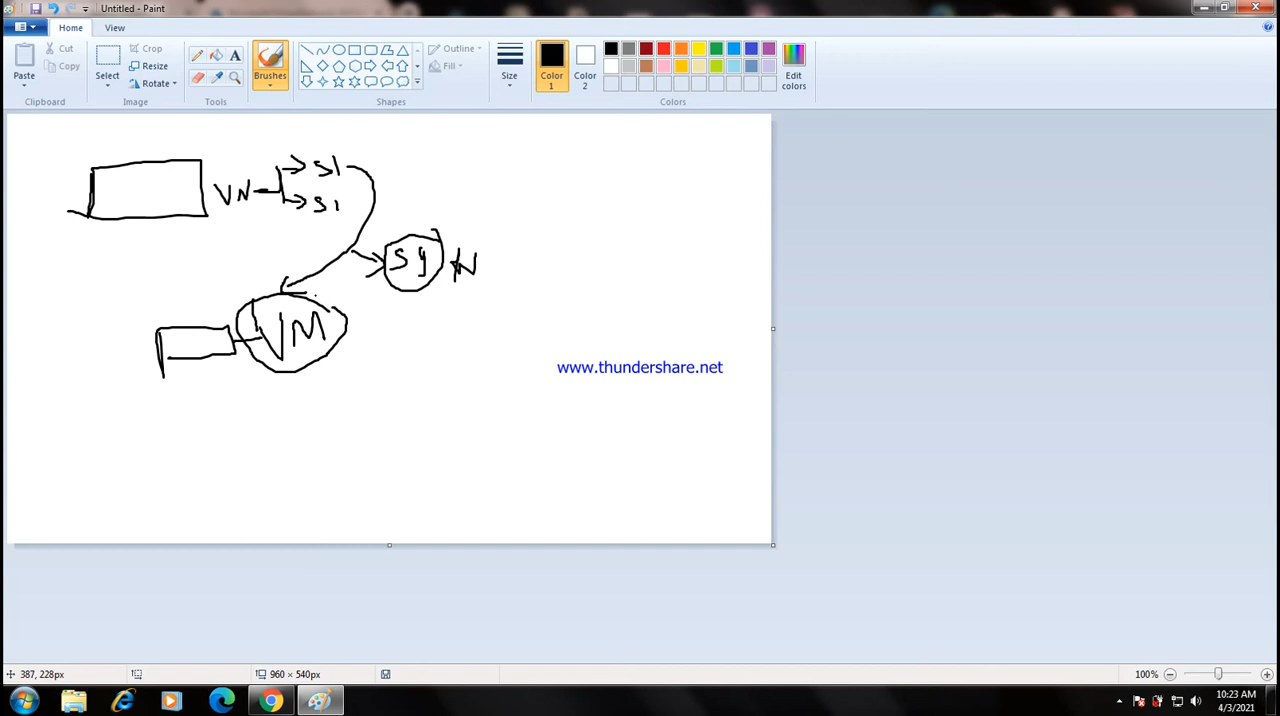 Untitled - Paint
Home View
Paste
Cut
Copy
Clipboard
Select
Crop
Resize
Rotate
Image
A
Tools
Brushes
Outline
Fill
Shapes
Size
Color 1
Color 2
Edit colors
Colors
VN
S1
S1
VM
N
www.thundershare.net
387, 228px
960 × 540px
100%
10:23 AM
4/3/2021